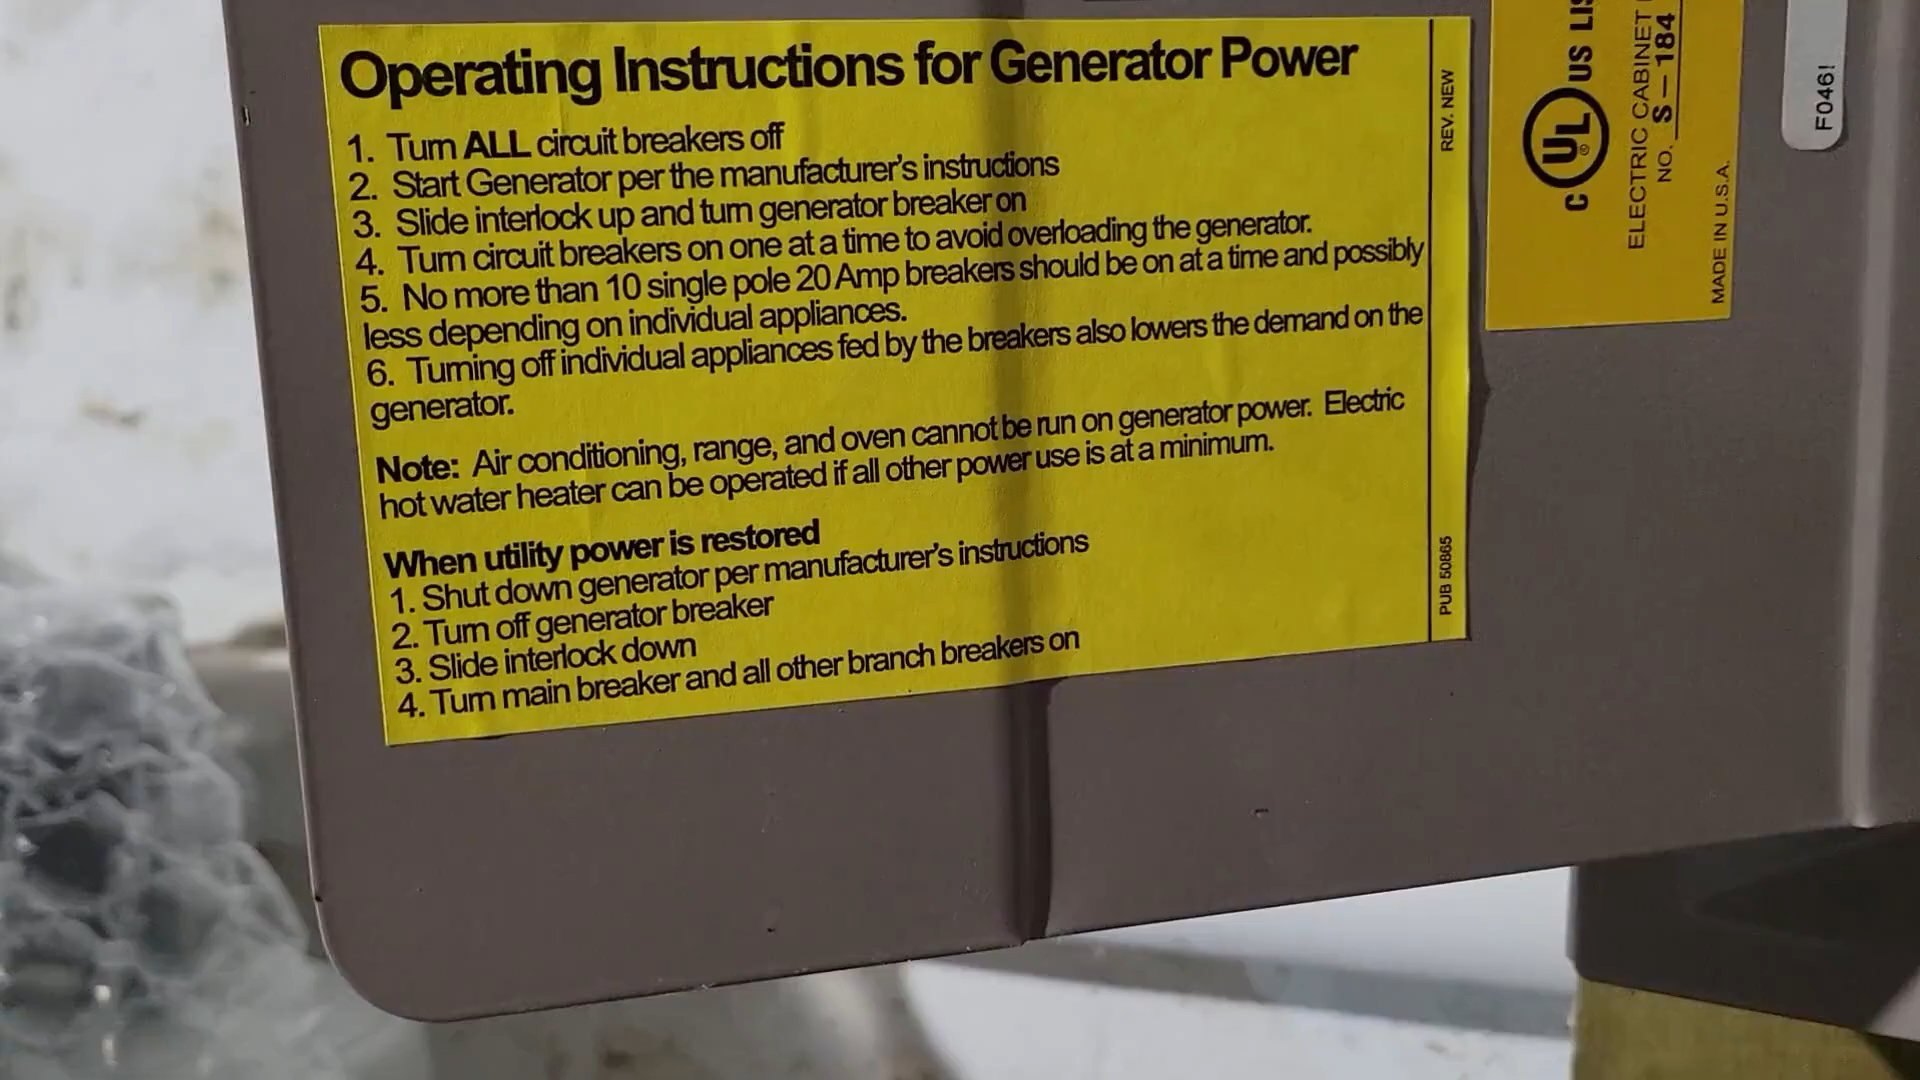 Operating Instructions for Generator Power
1. Turn ALL circuit breakers off
2. Start Generator per the manufacturer's instructions
3. Slide interlock up and turn generator breaker on
4. Turn circuit breakers on one at a time to avoid overloading the generator.
5. No more than 10 single pole 20 Amp breakers should be on at a time and possibly
less depending on individual appliances.
6. Turning off individual appliances fed by the breakers also lowers the demand on the
generator.
Note: Air conditioning, range, and oven cannot be run on generator power. Electric
hot water heater can be operated if all other power use is at a minimum.
When utility power is restored
1. Shut down generator per manufacturer's instructions
2. Turn off generator breaker
3. Slide interlock down
4. Turn main breaker and all other branch breakers on
REV. NEW
PUB 50865
C UL ® US
ELECTRIC CABINET
NO. S-184
MADE IN U.S.A.